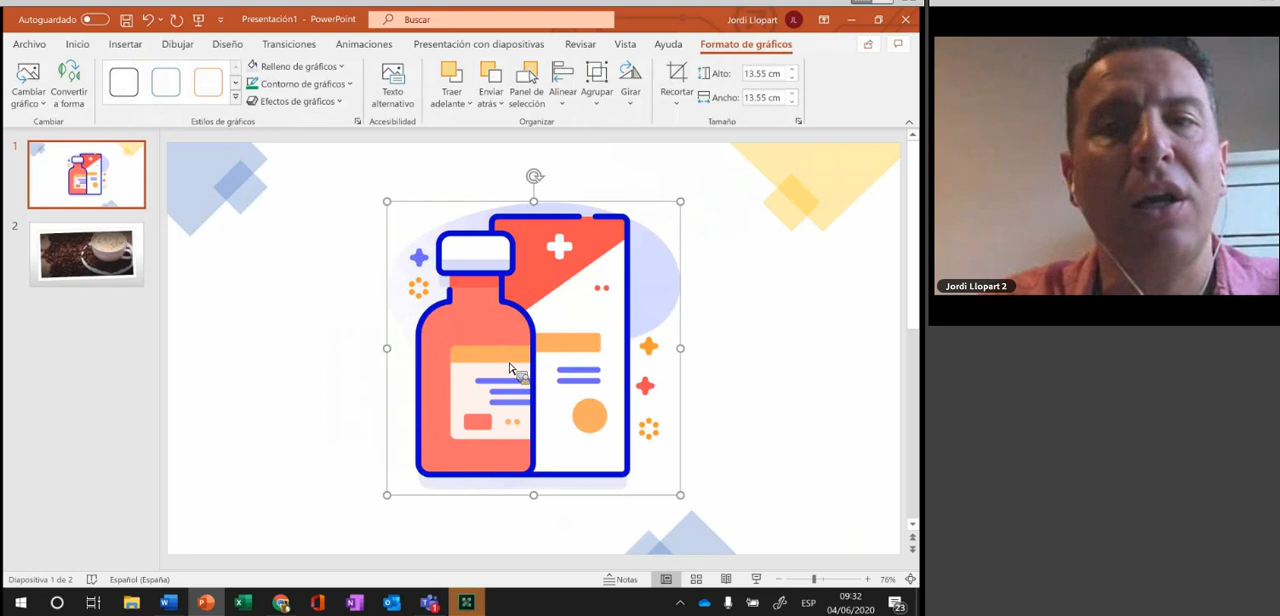 Autoguardado
Presentación1 - PowerPoint
Buscar
Jordi Llopart
JL
Archivo
Inicio
Insertar
Dibujar
Diseño
Transiciones
Animaciones
Presentación con diapositivas
Revisar
Vista
Ayuda
Formato de gráficos
Cambiar gráfico
Convertir a forma
Cambiar
Relleno de gráficos
Contorno de gráficos
Efectos de gráficos
Estilos de gráficos
Texto alternativo
Accesibilidad
Traer adelante
Enviar atrás
Panel de selección
Alinear
Agrupar
Girar
Organizar
Recortar
Alto: 13.55 cm
Ancho: 13.55 cm
Tamaño
1
2
Jordi Llopart 2
Diapositiva 1 de 2
Español (España)
Notas
76%
ESP
09:32
04/06/2020
23